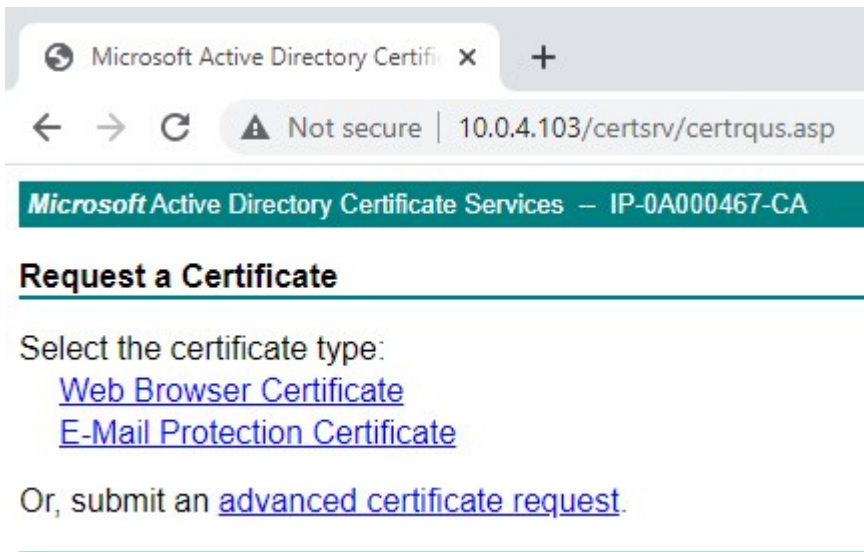 Microsoft Active Directory Certifi
Not secure | 10.0.4.103/certsrv/certrqus.asp
Microsoft Active Directory Certificate Services – IP-0A000467-CA
Request a Certificate
Select the certificate type:
Web Browser Certificate
E-Mail Protection Certificate
Or, submit an advanced certificate request.